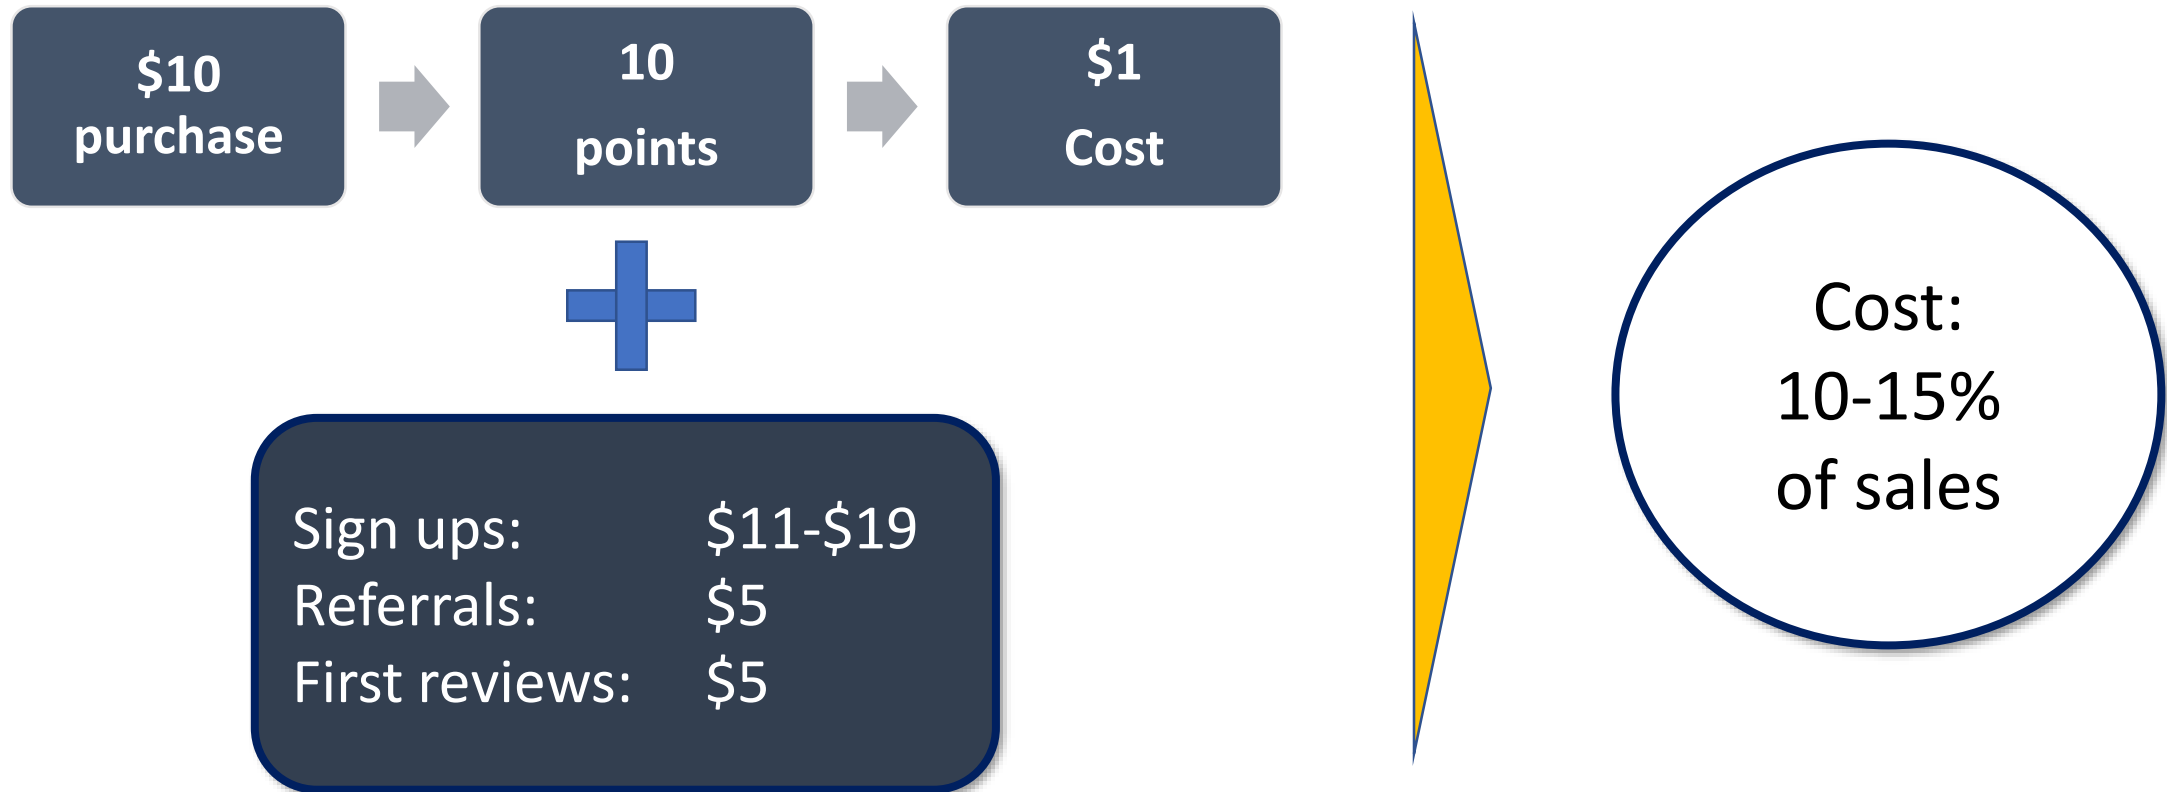 $10
purchase
10
points
$1
Cost
Sign ups: $11-$19
Referrals: $5
First reviews: $5
Cost:
10-15%
of sales